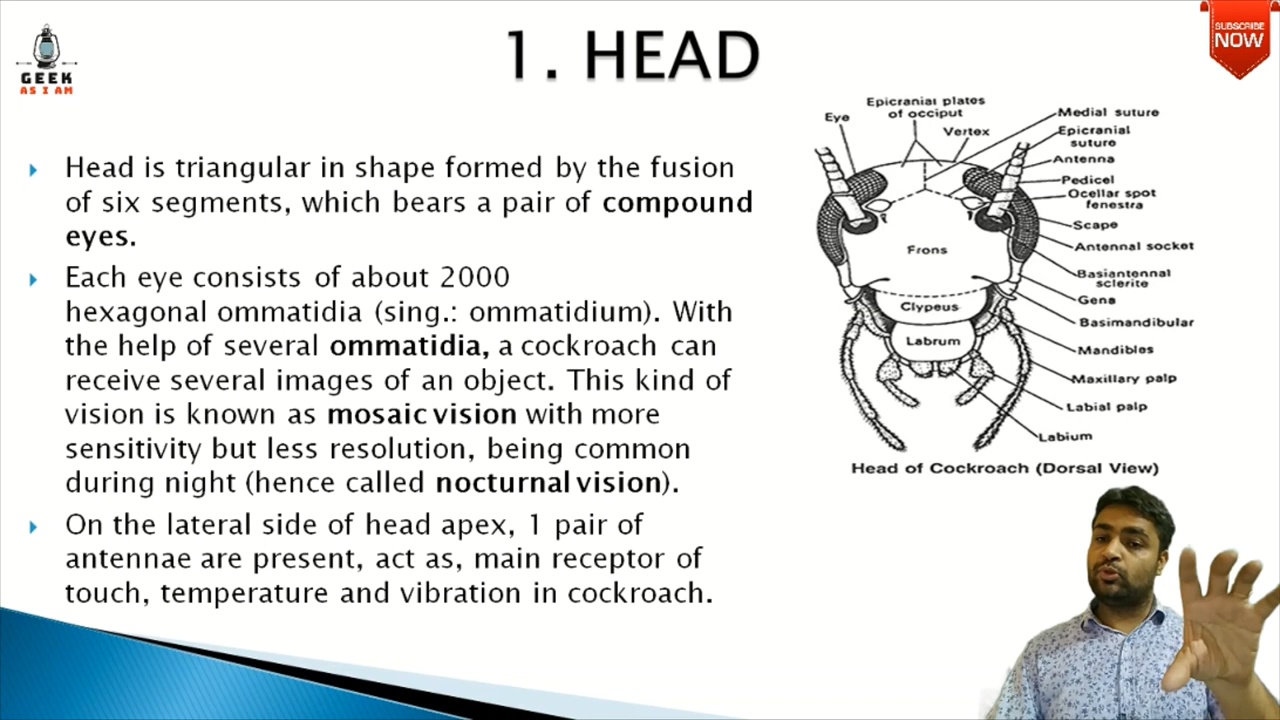 GEEK
AS I AM
1. HEAD
SUBSCRIBE
NOW
Head is triangular in shape formed by the fusion
of six segments, which bears a pair of compound
eyes.
Each eye consists of about 2000
hexagonal ommatidia (sing.: ommatidium). With
the help of several ommatidia, a cockroach can
receive several images of an object. This kind of
vision is known as mosaic vision with more
sensitivity but less resolution, being common
during night (hence called nocturnal vision).
On the lateral side of head apex, 1 pair of
antennae are present, act as, main receptor of
touch, temperature and vibration in cockroach.
Eye
Epicranial plates
of occiput
Vertex
Medial suture
Epicranial
suture
Antenna
Pedicel
Ocellar spot
fenestra
Scape
Antennal socket
Basiantennal
sclerite
Gena
Basimandibular
Mandibles
Maxillary palp
Labial palp
Labium
Frons
Clypeus
Labrum
Head of Cockroach (Dorsal View)